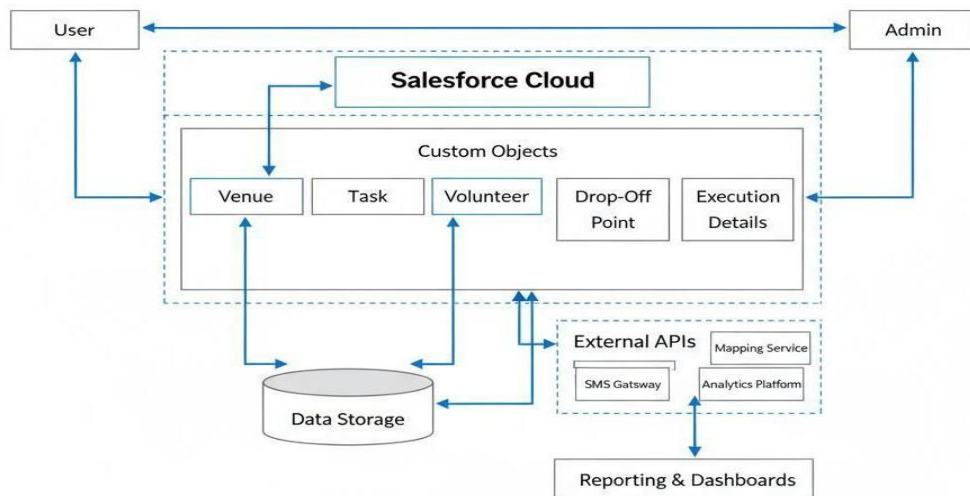 User
Admin
Salesforce Cloud
Custom Objects
Venue
Task
Volunteer
Drop-Off
Point
Execution
Details
External APIs
Mapping Service
SMS Gatsway
Analytics Platform
Data Storage
Reporting & Dashboards